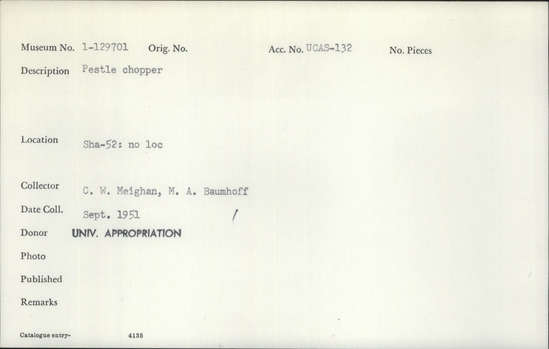 Museum No. 1-129701 Orig. No. Acc. No. UCAS-132 No. Pieces
Description Pestle chopper
Location Sha-52: no loc
Collector C. W. Meighan, M. A. Baumhoff
Date Coll. Sept. 1951 /
Donor UNIV. APPROPRIATION
Photo
Published
Remarks
Catalogue entry- 4135